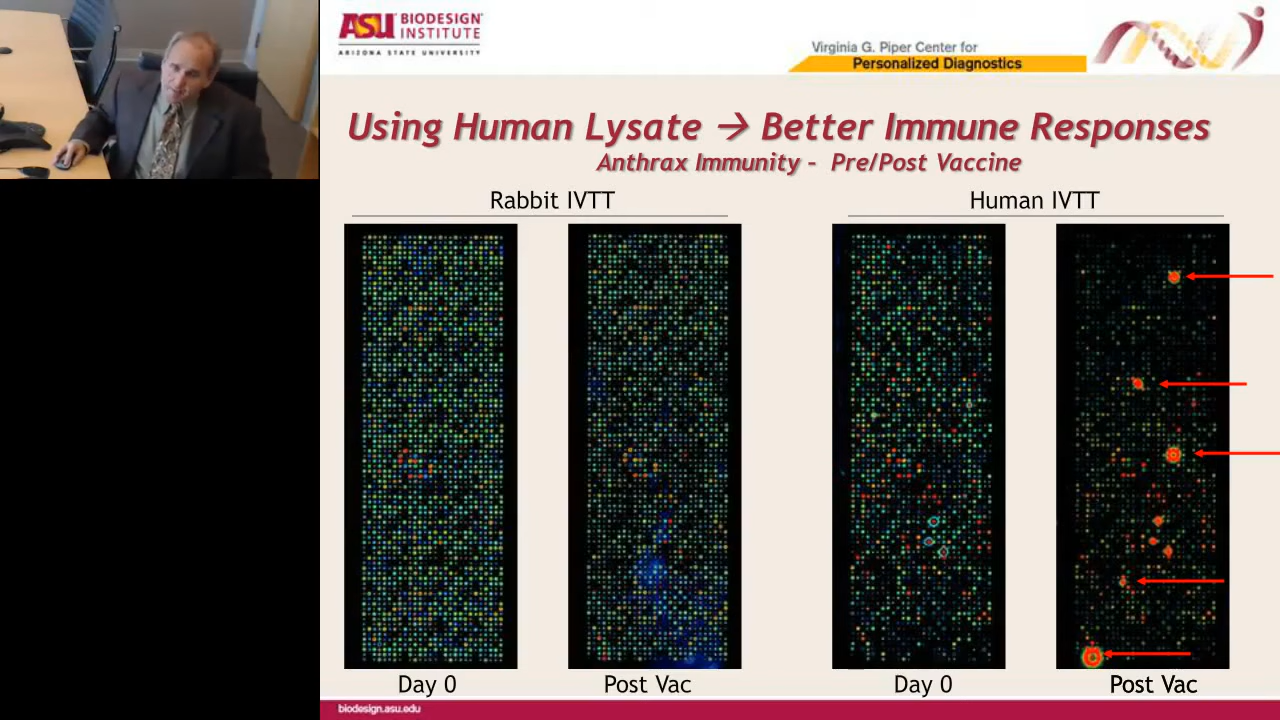 ASU BIODESIGN
INSTITUTE
ARIZONA STATE UNIVERSITY
Virginia G. Piper Center for
Personalized Diagnostics
Using Human Lysate → Better Immune Responses
Anthrax Immunity – Pre/Post Vaccine
Rabbit IVTT
Human IVTT
Day 0
Post Vac
Day 0
Post Vac
biodesign.asu.edu